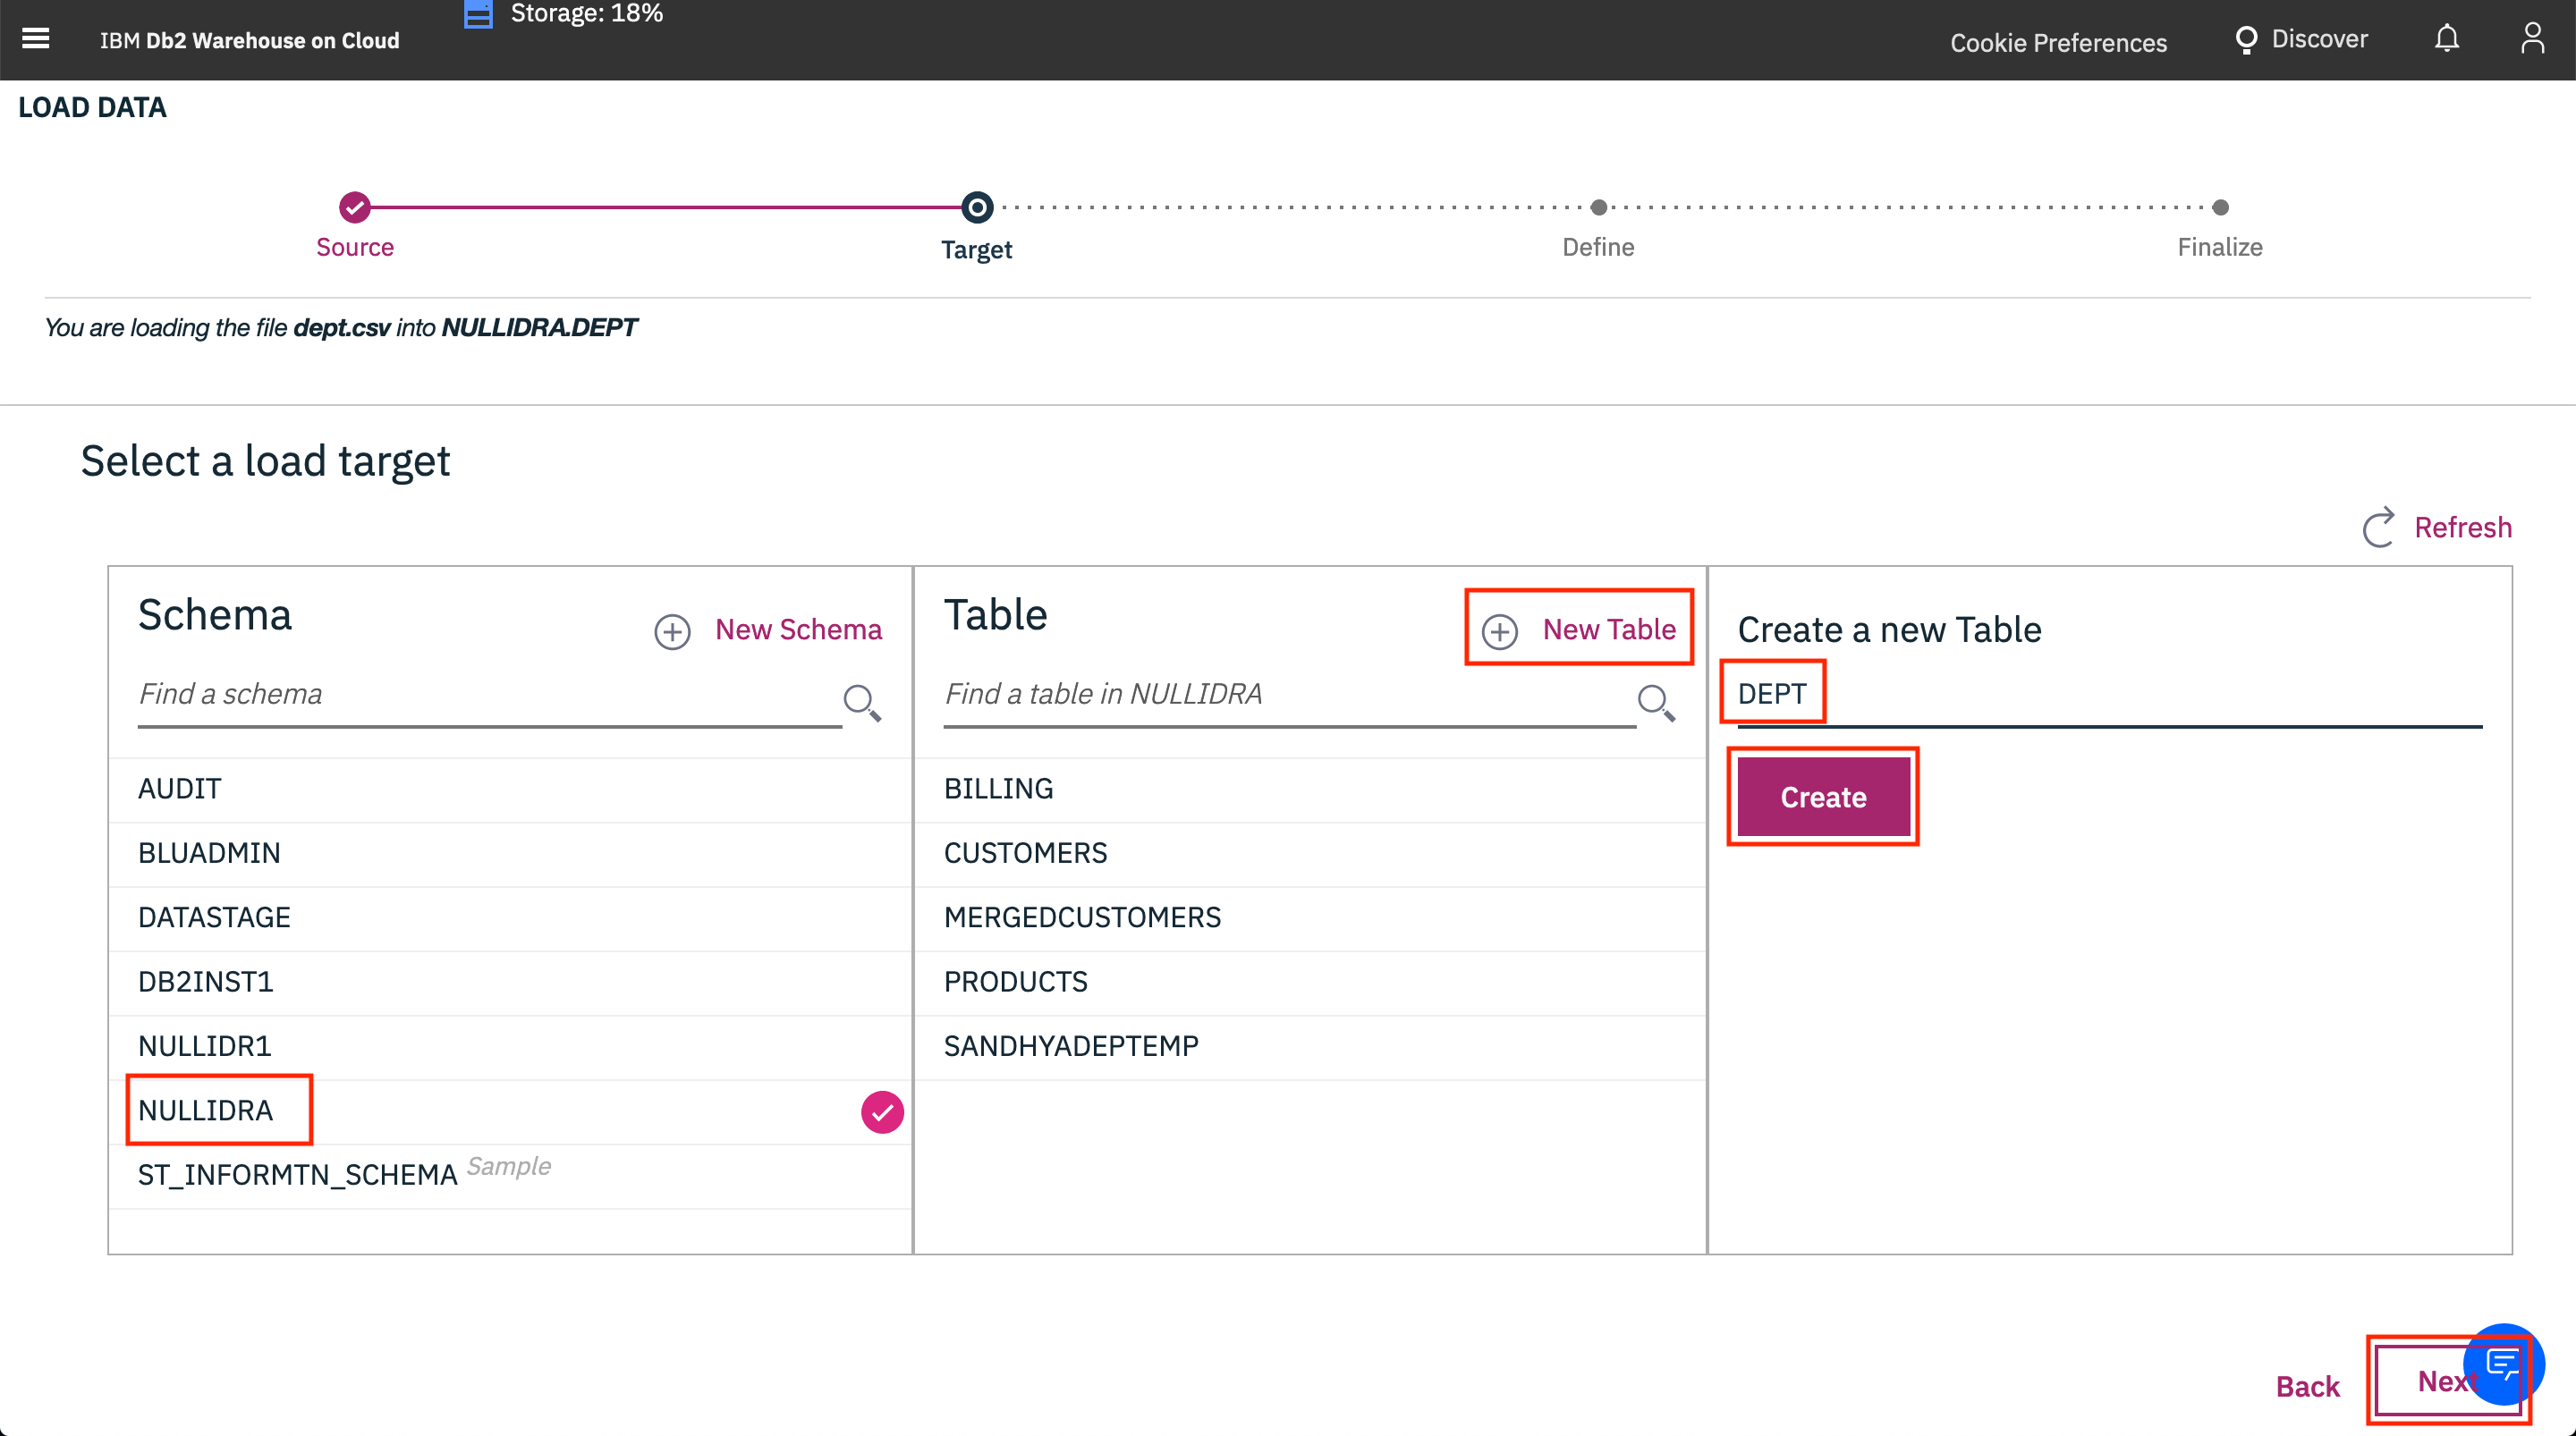 Storage: 18%
IBM Db2 Warehouse on Cloud
Cookie Preferences
Discover
LOAD DATA
Source
Target
Define
Finalize
You are loading the file dept.csv into NULLIDRA.DEPT
Select a load target
Refresh
Schema
New Schema
Find a schema
AUDIT
BLUADMIN
DATASTAGE
DB2INST1
NULLIDR1
NULLIDRA
ST_INFORMTN_SCHEMA Sample
Table
New Table
Find a table in NULLIDRA
BILLING
CUSTOMERS
MERGEDCUSTOMERS
PRODUCTS
SANDHYADEPTEMP
Create a new Table
DEPT
Create
Back
Next